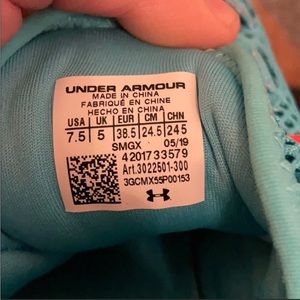 UNDER ARMOUR
MADE IN CHINA
FABRIQUÉ EN CHINE
HECHO EN CHINA
USA UK EUR CM CHN
7.5 5 38.5 24.5 245
SMGX 05/19
4201733579
Art.3022501-300
3GCMX55P00153